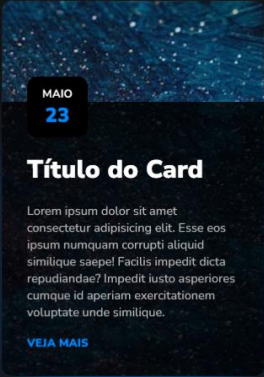 MAIO
23
Título do Card
Lorem ipsum dolor sit amet
consectetur adipisicing elit. Esse eos
ipsum numquam corrupti aliquid
similique saepe! Facilis impedit dicta
repudiandae? Impedit iusto asperiores
cumque id aperiam exercitationem
voluptate unde similique.
VEJA MAIS